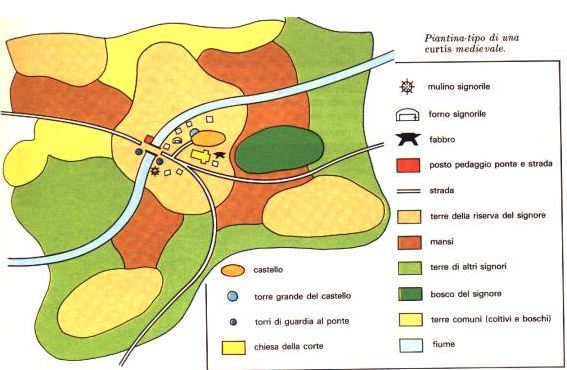 Piantina-tipo di una
curtis medievale.
mulino signorile
forno signorile
fabbro
posto pedaggio ponte e strada
strada
terre della riserva del signore
mansi
terre di altri signori
bosco del signore
terre comuni (coltivi e boschi)
fiume
castello
torre grande del castello
torri di guardia al ponte
chiesa della corte